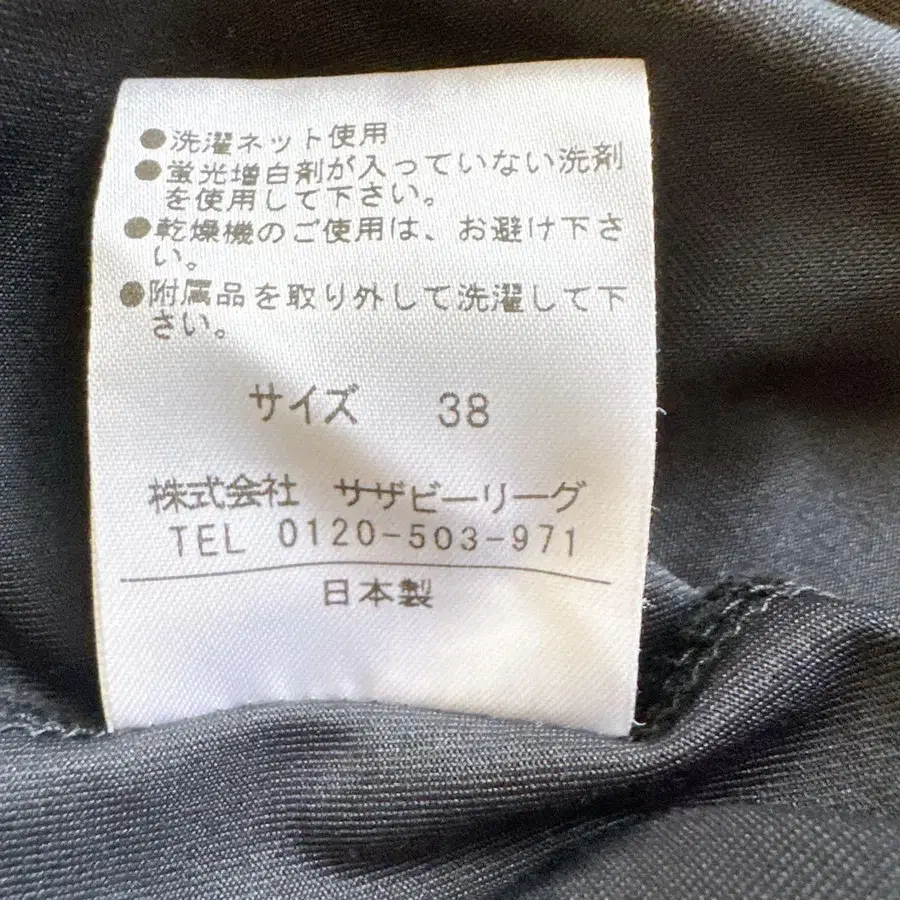 ●洗濯ネット使用
●蛍光増白剤が入っていない洗剤
を使用して下さい。
●乾燥機のご使用は、お避け下さ
い。
●附属品を取り外して洗濯して下
さい。
サイズ 38
株式会社 サザビーリーグ
TEL 0120-503-971
日本製